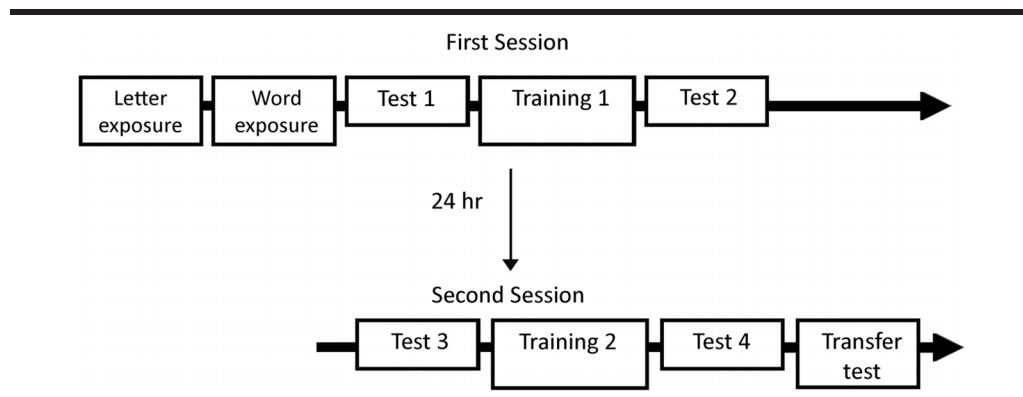 First Session
Letter
exposure
Word
exposure
Test 1
Training 1
Test 2
24 hr
Second Session
Test 3
Training 2
Test 4
Transfer
test